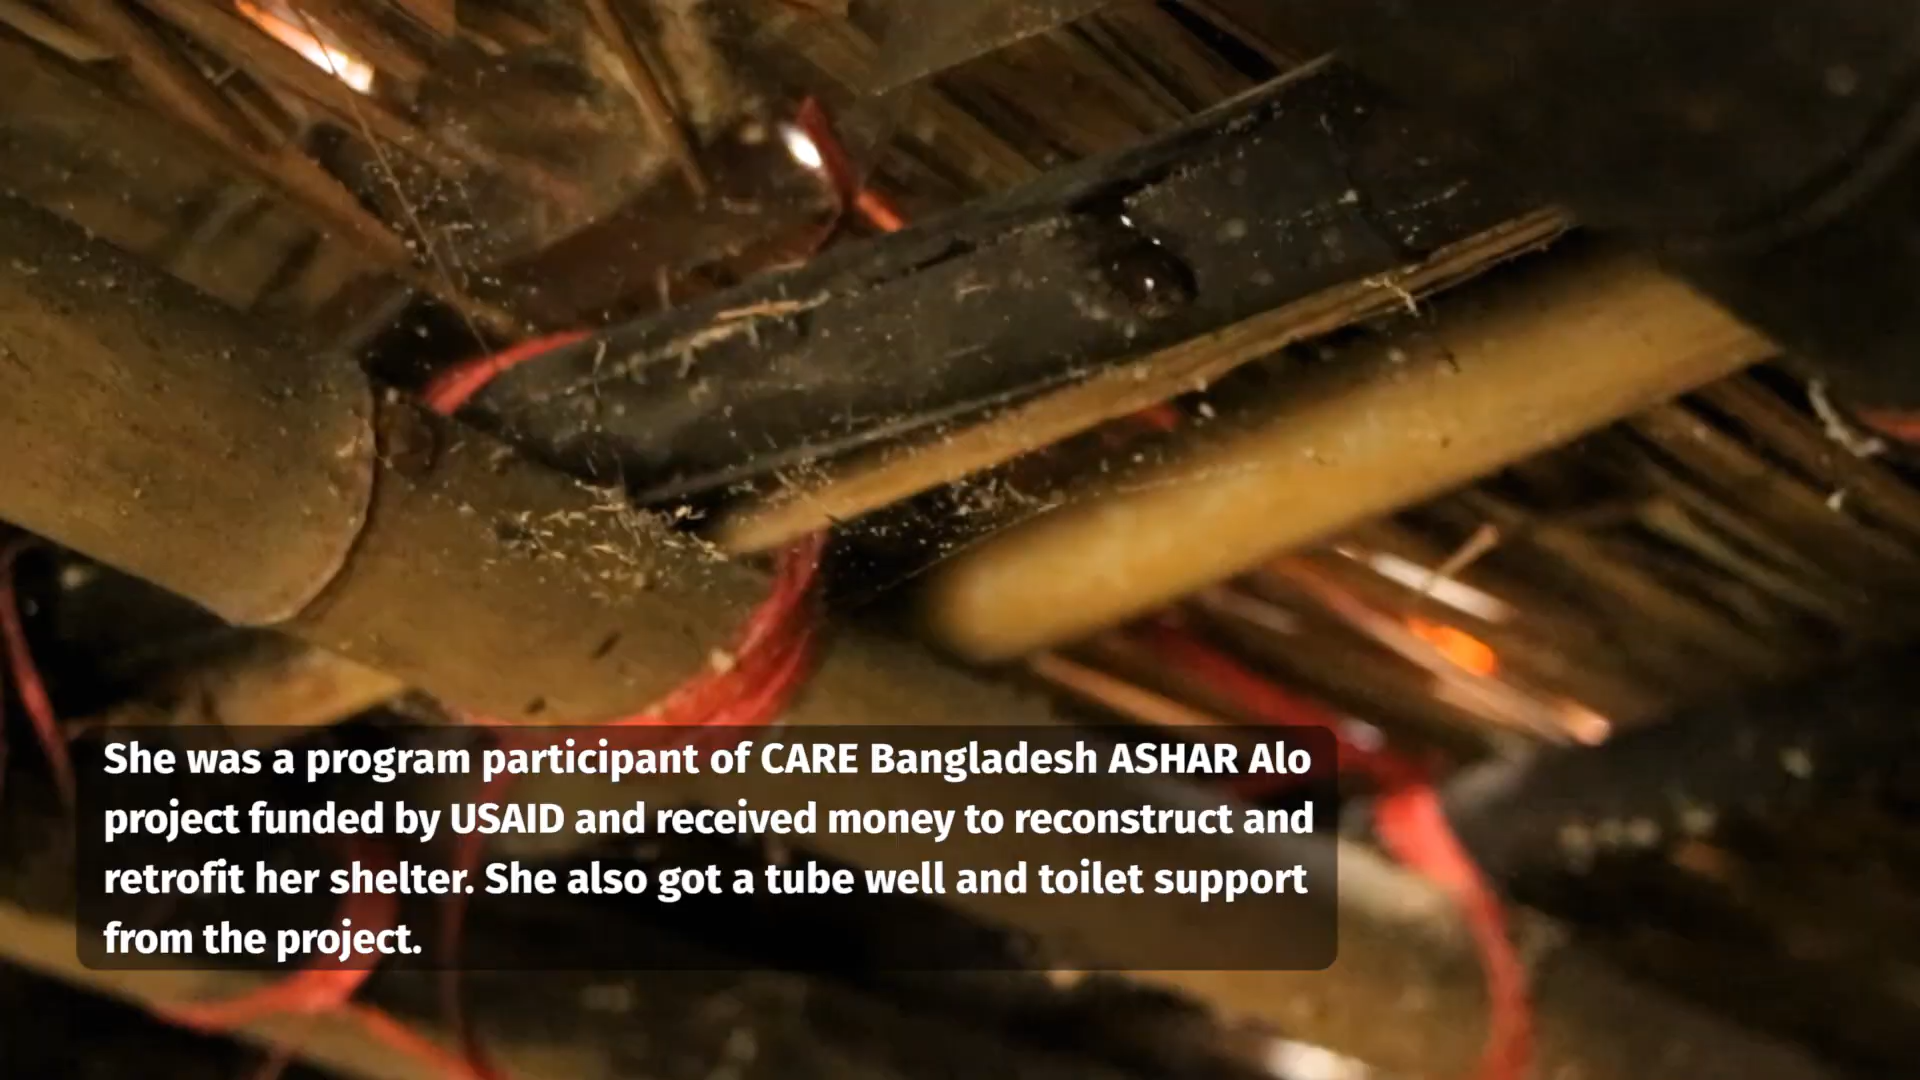 She was a program participant of CARE Bangladesh ASHAR Alo
project funded by USAID and received money to reconstruct and
retrofit her shelter. She also got a tube well and toilet support
from the project.